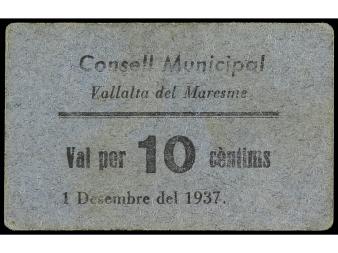 Consell Municipal
Vallalta del Maresme
Val per 10 cèntims
1 Desembre del 1937.